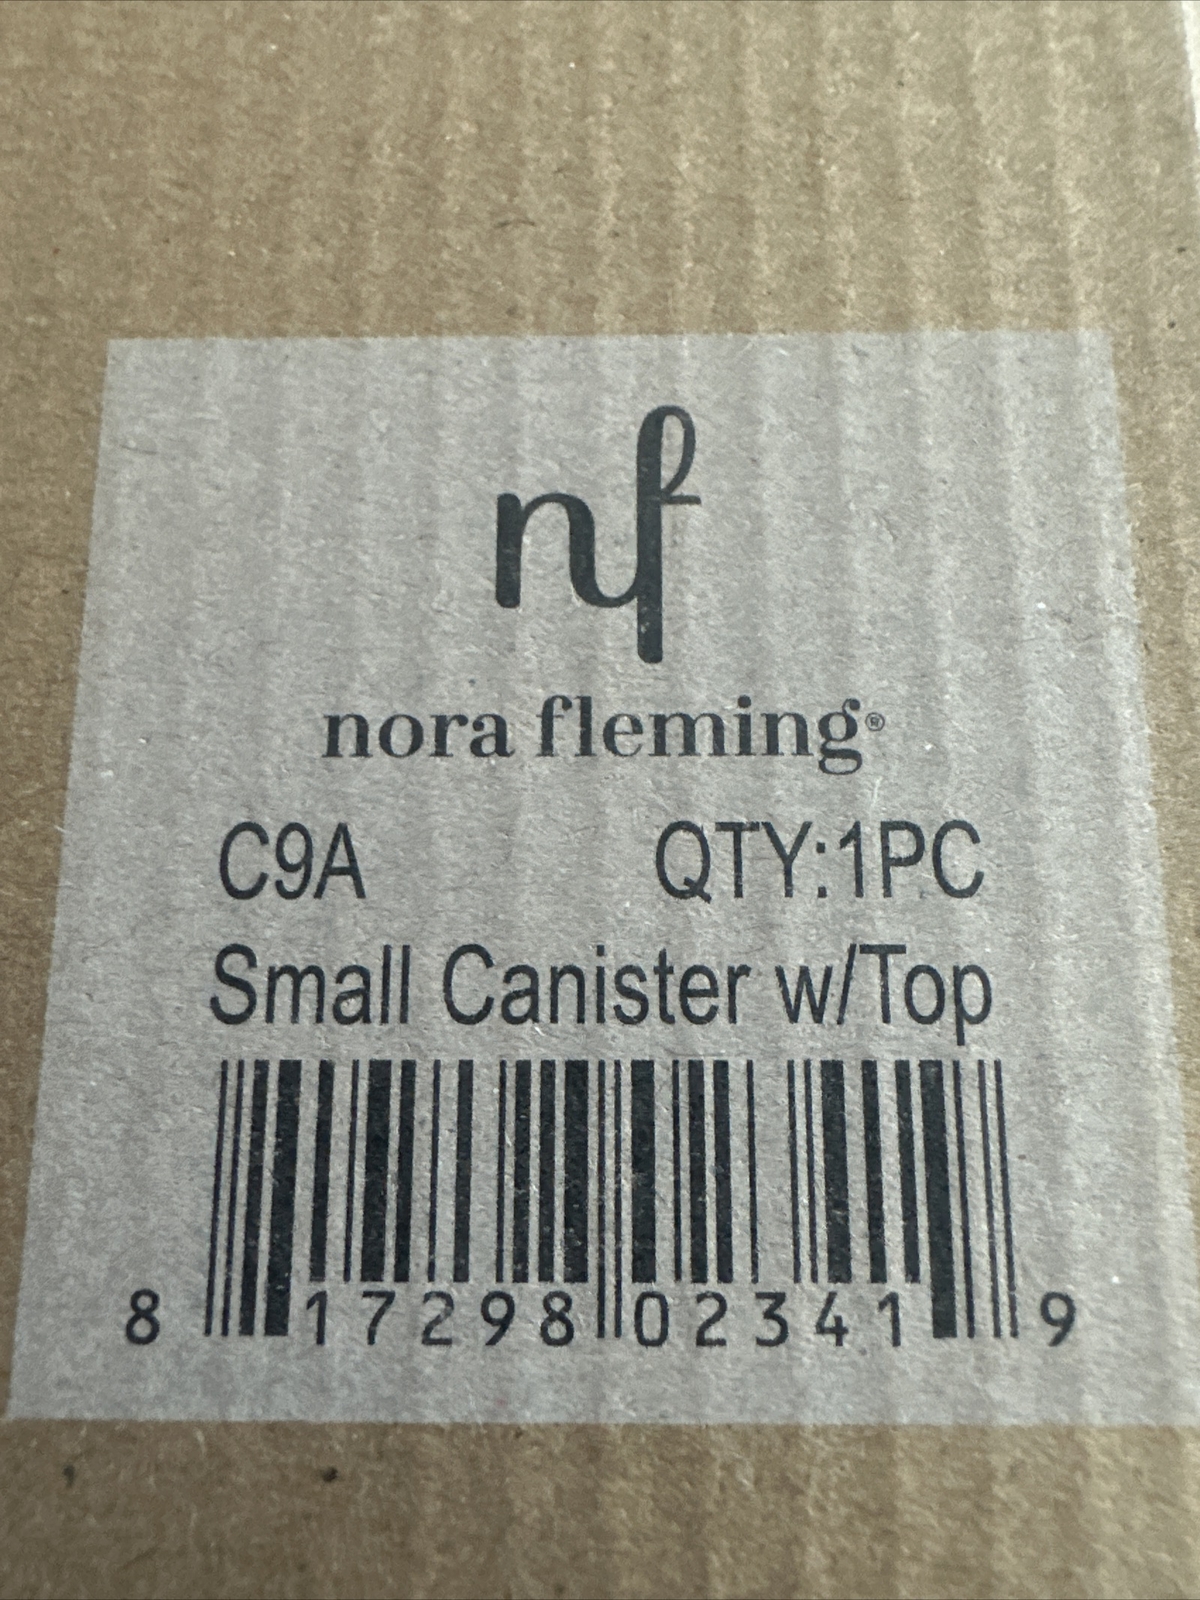 nf
nora fleming®
C9A QTY:1PC
Small Canister w/Top
8 17298 02341 9